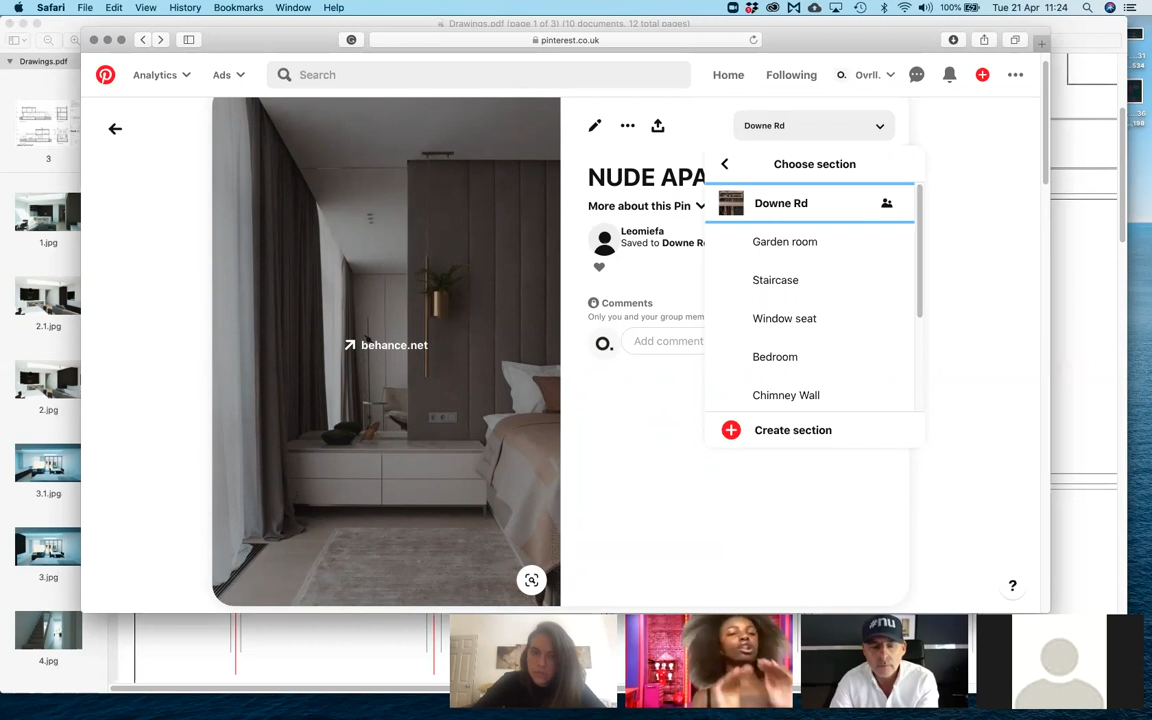 Safari File Edit View History Bookmarks Window Help
100% Tue 21 Apr 11:24
Drawings.pdf (page 1 of 3) (10 documents, 12 total pages)
Drawings.pdf
3
1.jpg
2.1.jpg
2.jpg
3.1.jpg
3.jpg
4.jpg
pinterest.co.uk
Analytics Ads Search Home Following O. Ovrll.
Downe Rd
Choose section
NUDE APA
More about this Pin
Downe Rd
Leomiefa
Saved to Downe Rd
Garden room
Staircase
Comments
Only you and your group mem
Window seat
O. Add comment
behance.net
Bedroom
Chimney Wall
Create section
?
#nu